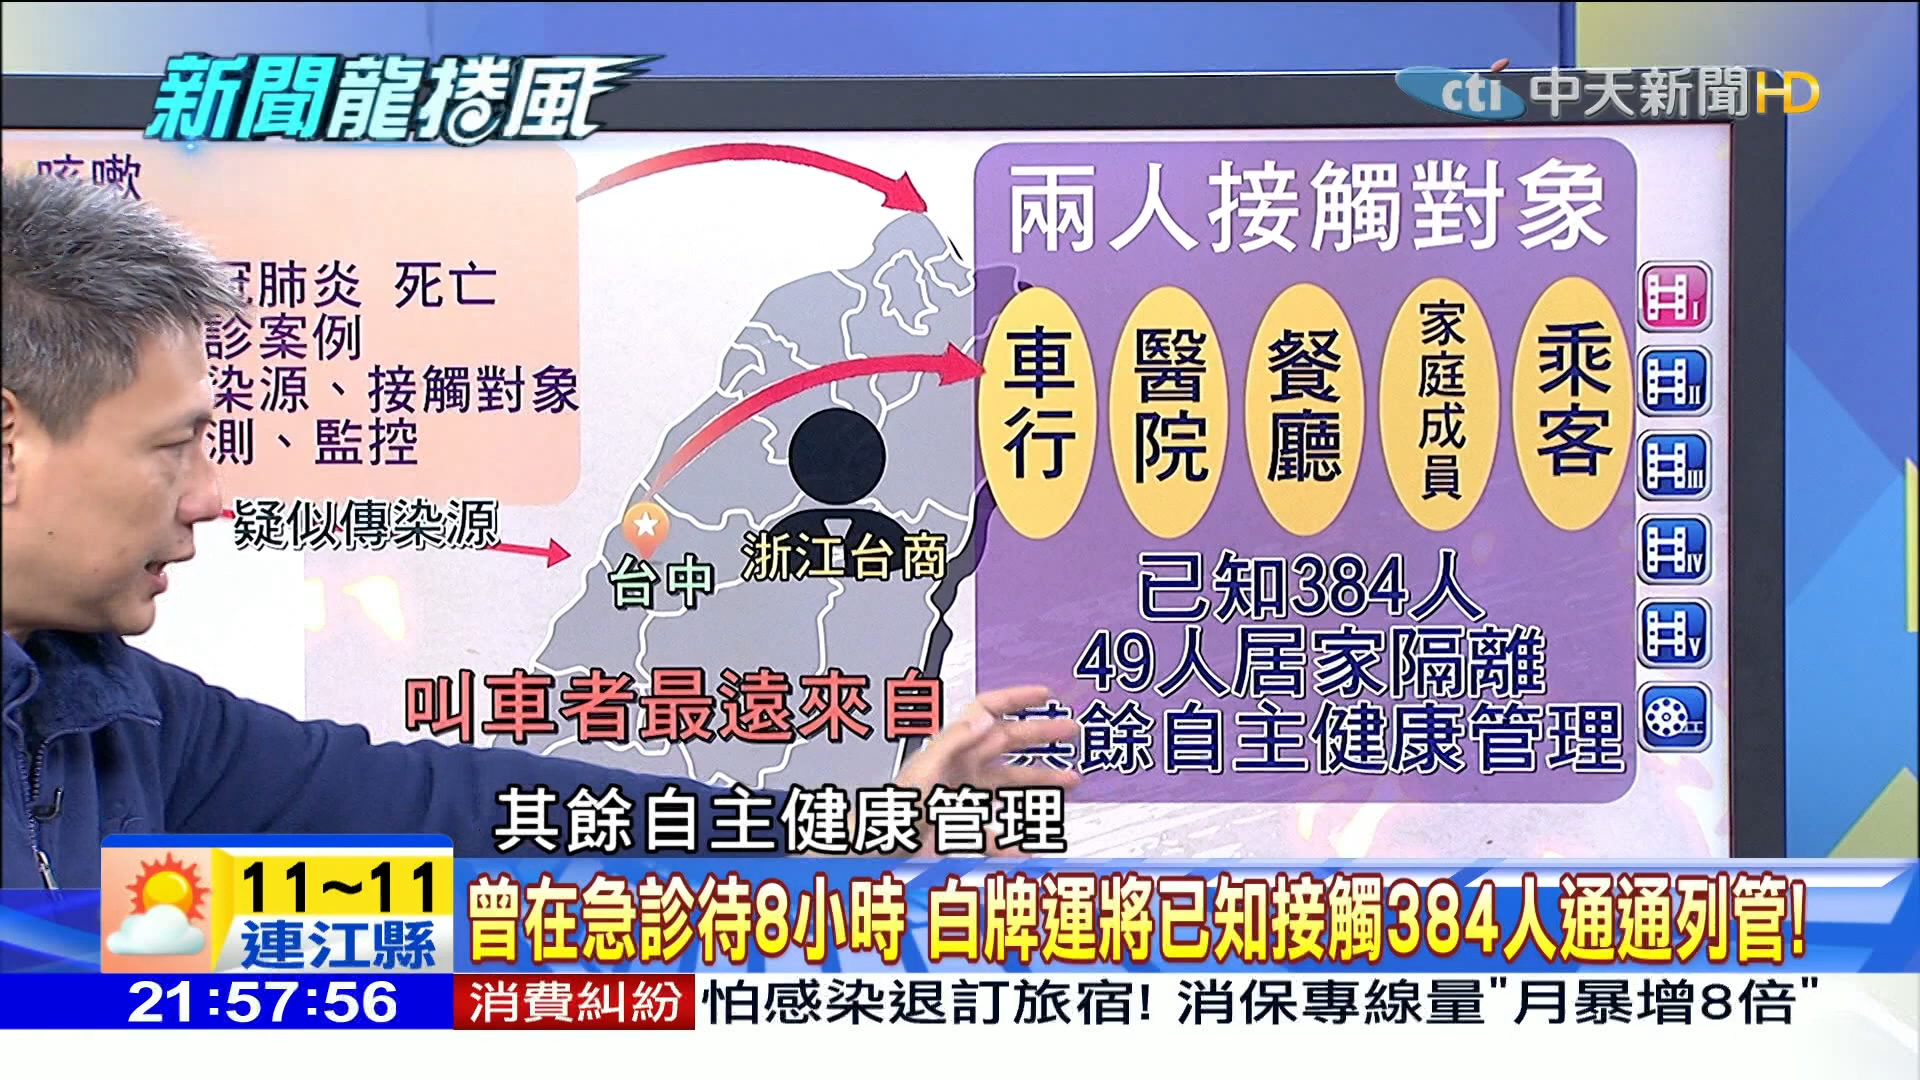 新聞龍捲風
cti 中天新聞HD
咳嗽
冠肺炎 死亡
診案例
染源、接觸對象
測、監控
疑似傳染源
台中
浙江台商
叫車者最遠來自
兩人接觸對象
車行
醫院
餐廳
家庭成員
乘客
已知384人
49人居家隔離
其餘自主健康管理
I
II
III
IV
V
其餘自主健康管理
11~11
連江縣
曾在急診待8小時 白牌運將已知接觸384人通通列管!
21:57:56
消費糾紛
怕感染退訂旅宿! 消保專線量"月暴增8倍"